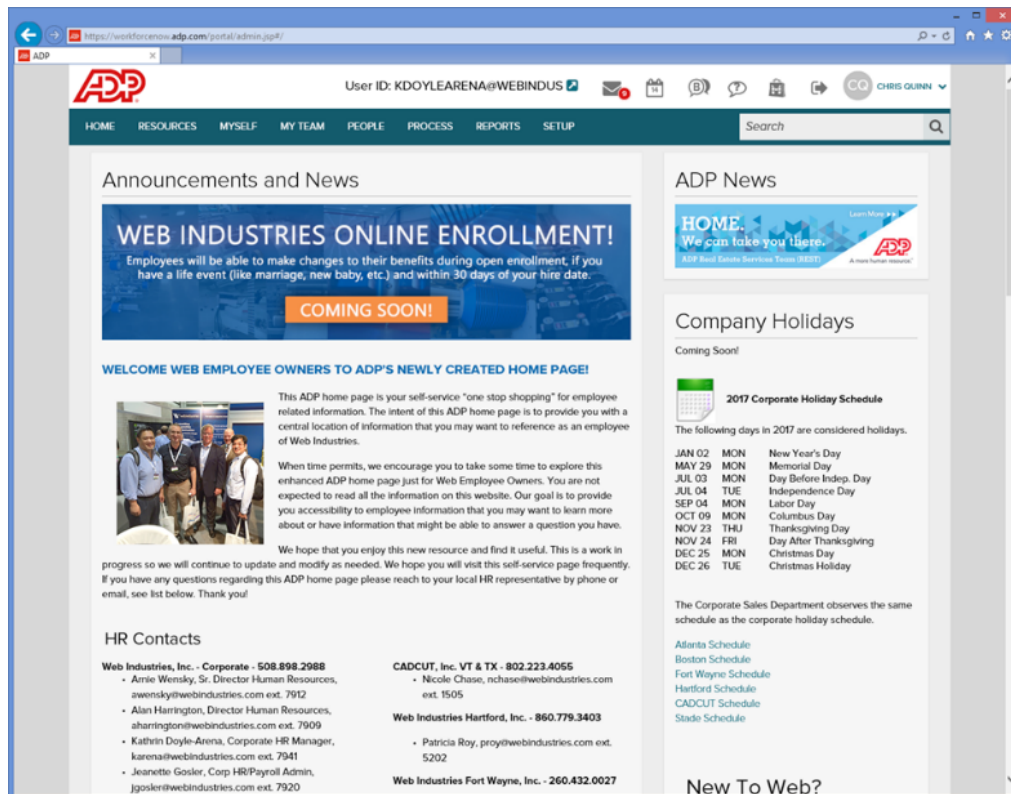 https://workforcenow.adp.com/portal/admin.jsp#/
ADP
ADP
User ID: KDOYLEARENA@WEBINDUS
9
14
B
?
CQ
CHRIS QUINN
HOME RESOURCES MYSELF MY TEAM PEOPLE PROCESS REPORTS SETUP
Search
Announcements and News
WEB INDUSTRIES ONLINE ENROLLMENT!
Employees will be able to make changes to their benefits during open enrollment, if you
have a life event (like marriage, new baby, etc.) and within 30 days of your hire date.
COMING SOON!
WELCOME WEB EMPLOYEE OWNERS TO ADP'S NEWLY CREATED HOME PAGE!
This ADP home page is your self-service "one stop shopping" for employee
related information. The intent of this ADP home page is to provide you with a
central location of information that you may want to reference as an employee
of Web Industries.
When time permits, we encourage you to take some time to explore this
enhanced ADP home page just for Web Employee Owners. You are not
expected to read all the information on this website. Our goal is to provide
you accessibility to employee information that you may want to learn more
about or have information that might be able to answer a question you have.
We hope that you enjoy this new resource and find it useful. This is a work in
progress so we will continue to update and modify as needed. We hope you will visit this self-service page frequently.
If you have any questions regarding this ADP home page please reach to your local HR representative by phone or
email, see list below. Thank you!
HR Contacts
Web Industries, Inc. - Corporate - 508.898.2988
• Arnie Wensky, Sr. Director Human Resources,
awensky@webindustries.com ext. 7912
• Alan Harrington, Director Human Resources,
aharrington@webindustries.com ext. 7909
• Kathrin Doyle-Arena, Corporate HR Manager,
karena@webindustries.com ext. 7941
• Jeanette Gosler, Corp HR/Payroll Admin,
jgosler@webindustries.com ext. 7920
CADCUT, Inc. VT & TX - 802.223.4055
• Nicole Chase, nchase@webindustries.com
ext. 1505
Web Industries Hartford, Inc. - 860.779.3403
• Patricia Roy, proy@webindustries.com ext.
5202
Web Industries Fort Wayne, Inc. - 260.432.0027
ADP News
Learn More
HOME.
We can take you there.
ADP Real Estate Services Team (REST)
ADP
A more human resource.
Company Holidays
Coming Soon!
2017 Corporate Holiday Schedule
The following days in 2017 are considered holidays.
JAN 02 MON New Year's Day
MAY 29 MON Memorial Day
JUL 03 MON Day Before Indep. Day
JUL 04 TUE Independence Day
SEP 04 MON Labor Day
OCT 09 MON Columbus Day
NOV 23 THU Thanksgiving Day
NOV 24 FRI Day After Thanksgiving
DEC 25 MON Christmas Day
DEC 26 TUE Christmas Holiday
The Corporate Sales Department observes the same
schedule as the corporate holiday schedule.
Atlanta Schedule
Boston Schedule
Fort Wayne Schedule
Hartford Schedule
CADCUT Schedule
Stade Schedule
New To Web?